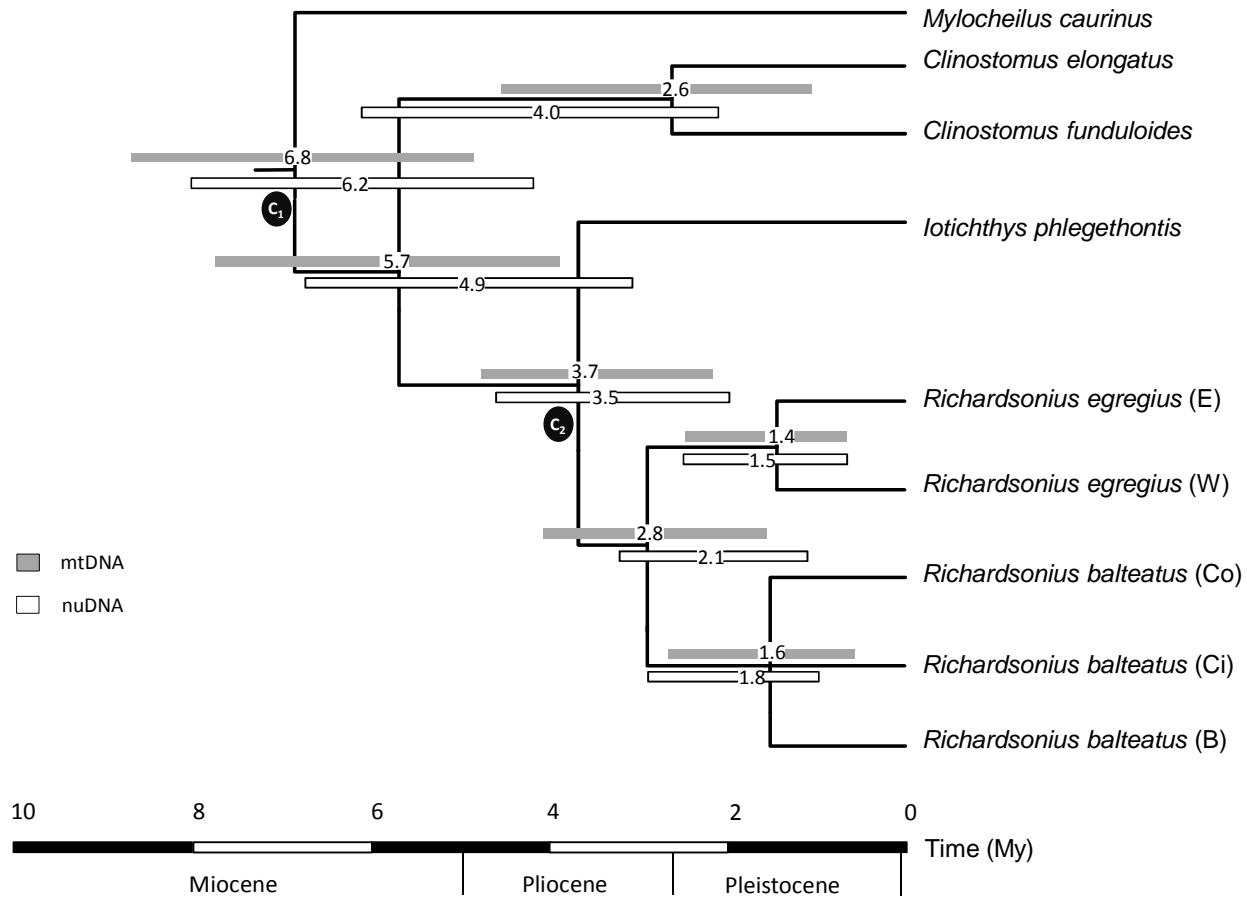 Mylocheilus caurinus
Clinostomus elongatus
2.6
4.0
Clinostomus funduloides
6.8
6.2
C1
Iotichthys phlegethontis
5.7
4.9
3.7
3.5
C2
Richardsonius egregius (E)
1.4
1.5
Richardsonius egregius (W)
2.8
2.1
mtDNA
nuDNA
Richardsonius balteatus (Co)
1.6
Richardsonius balteatus (Ci)
1.8
Richardsonius balteatus (B)
10 8 6 4 2 0
Time (My)
Miocene Pliocene Pleistocene